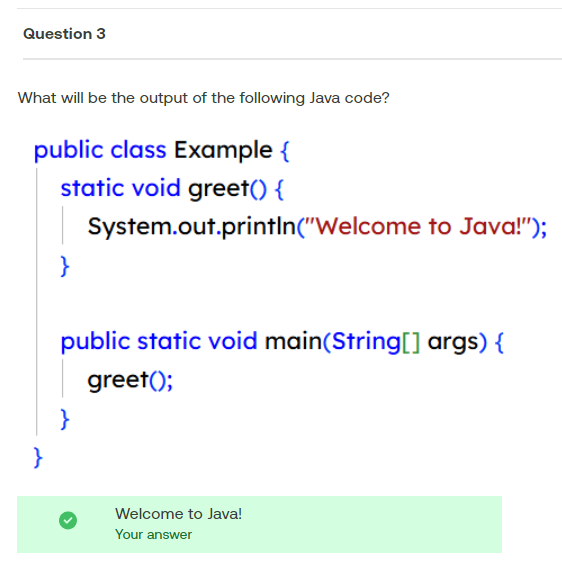 Question 3
What will be the output of the following Java code?
public class Example {
static void greet() {
System.out.println("Welcome to Java!");
}
public static void main(String[] args) {
greet();
}
}
Welcome to Java!
Your answer